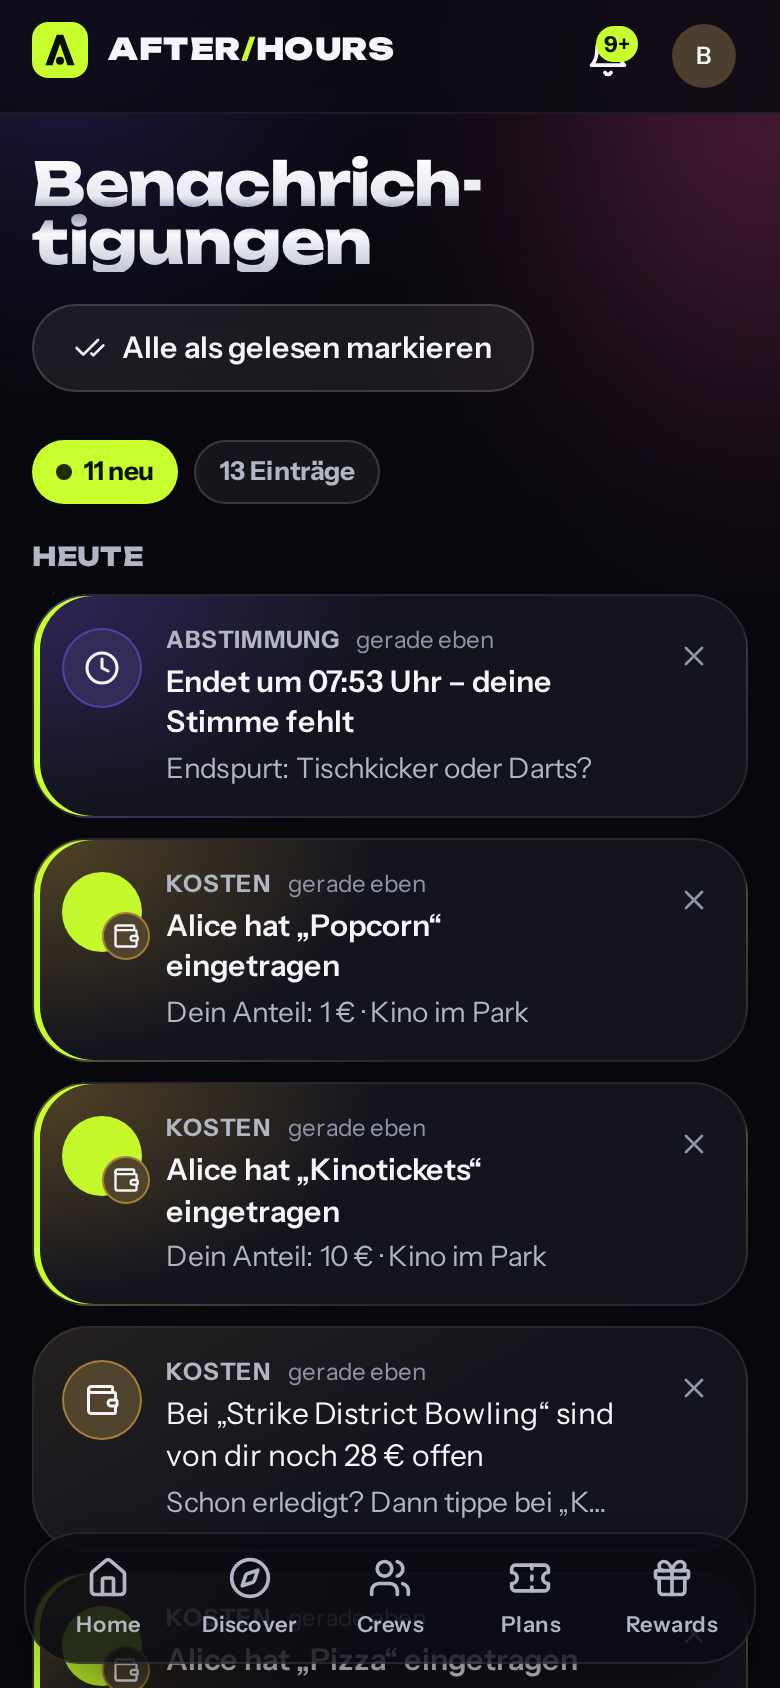 AFTER/HOURS
9+
B
Benachrich-
tigungen
Alle als gelesen markieren
11 neu
13 Einträge
HEUTE
ABSTIMMUNG gerade eben
Endet um 07:53 Uhr – deine
Stimme fehlt
Endspurt: Tischkicker oder Darts?
KOSTEN gerade eben
Alice hat „Popcorn“
eingetragen
Dein Anteil: 1 € · Kino im Park
KOSTEN gerade eben
Alice hat „Kinotickets“
eingetragen
Dein Anteil: 10 € · Kino im Park
KOSTEN gerade eben
Bei „Strike District Bowling“ sind
von dir noch 28 € offen
Schon erledigt? Dann tippe bei „K...
KOSTEN gerade eben
Home
Discover
Crews
Plans
Rewards
Alice hat „Pizza“ eingetragen